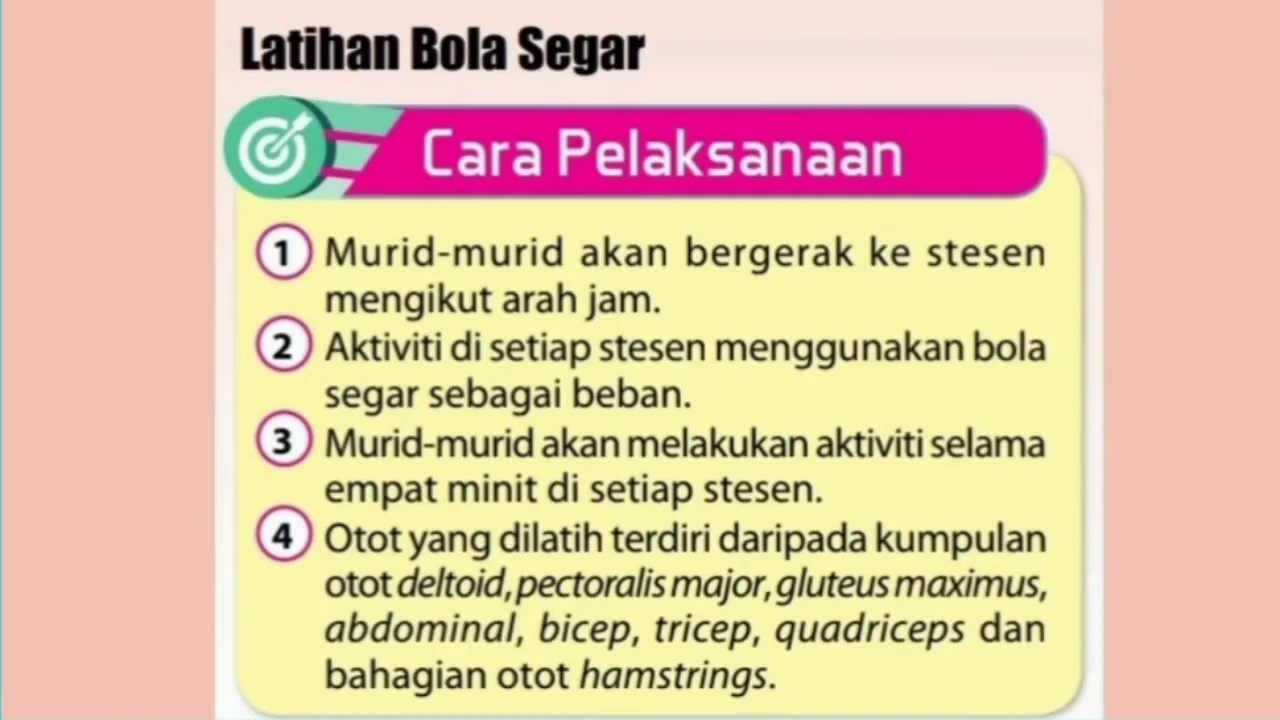 Latihan Bola Segar
Cara Pelaksanaan
1 Murid-murid akan bergerak ke stesen
mengikut arah jam.
2 Aktiviti di setiap stesen menggunakan bola
segar sebagai beban.
3 Murid-murid akan melakukan aktiviti selama
empat minit di setiap stesen.
4 Otot yang dilatih terdiri daripada kumpulan
otot deltoid, pectoralis major, gluteus maximus,
abdominal, bicep, tricep, quadriceps dan
bahagian otot hamstrings.